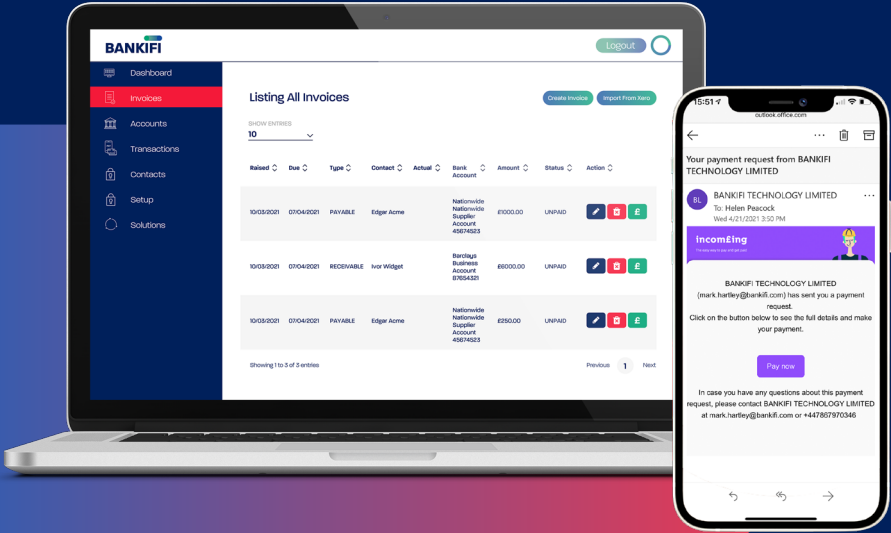 BANKIFI
Logout
Dashboard
Invoices
Accounts
Transactions
Contacts
Setup
Solutions
Listing All Invoices
Create Invoice
Import From Xero
SHOW ENTRIES
10
Raised Due Type Contact Actual Bank Account Amount Status Action
10/03/2021 07/04/2021 PAYABLE Edgar Acme Nationwide Nationwide Supplier Account 45674523 £1000.00 UNPAID £
10/03/2021 07/04/2021 RECEIVABLE Ivor Widget Barclays Business Account 87654321 £6000.00 UNPAID £
10/03/2021 07/04/2021 PAYABLE Edgar Acme Nationwide Nationwide Supplier Account 45674523 £250.00 UNPAID £
Showing 1 to 3 of 3 entries
Previous 1 Next
15:51
outlook.office.com
Your payment request from BANKIFI
TECHNOLOGY LIMITED
BL
BANKIFI TECHNOLOGY LIMITED
To: Helen Peacock
Wed 4/21/2021 3:50 PM
incom£ing
BANKIFI TECHNOLOGY LIMITED
(mark.hartley@bankifi.com) has sent you a payment
request.
Click on the button below to see the full details and make
your payment.
Pay now
In case you have any questions about this payment
request, please contact BANKIFI TECHNOLOGY LIMITED
at mark.hartley@bankifi.com or +447867970346